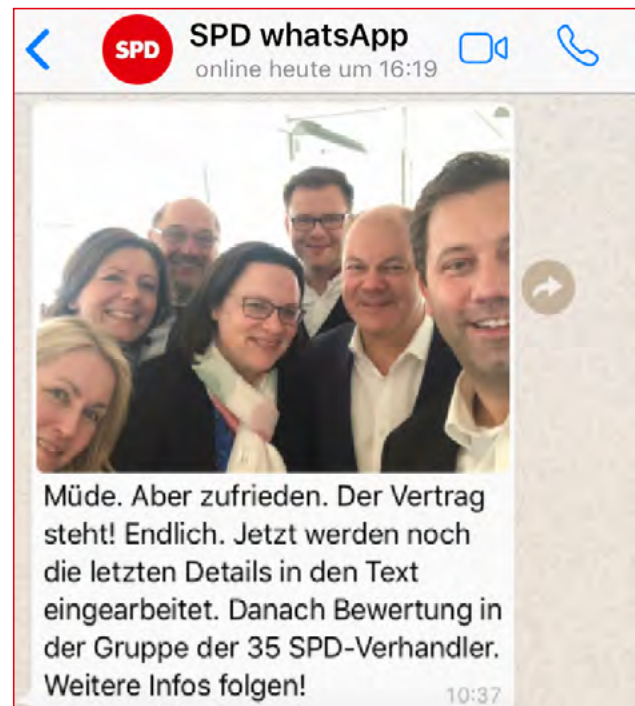 SPD
SPD whatsApp
online heute um 16:19
Müde. Aber zufrieden. Der Vertrag
steht! Endlich. Jetzt werden noch
die letzten Details in den Text
eingearbeitet. Danach Bewertung in
der Gruppe der 35 SPD-Verhandler.
Weitere Infos folgen!
10:37